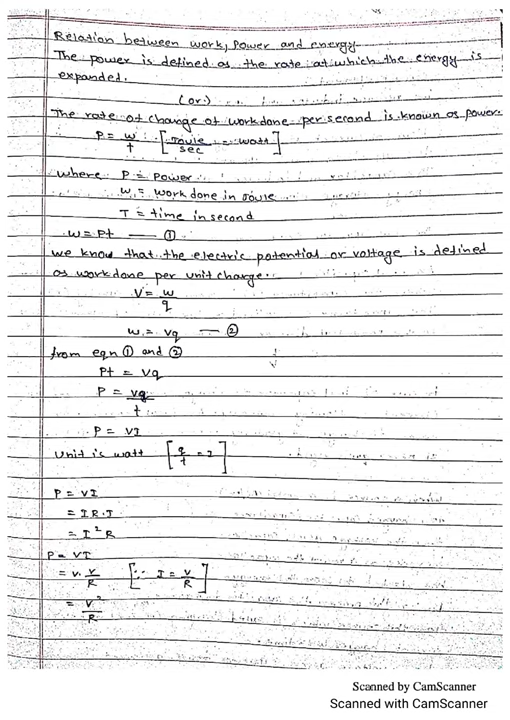 Relation between work, Power and energy
The power is defined as the rate at which the energy is
expanded.
(or)
The rate of change of workdone per second is known as power.
P = w/t [Joule/sec = watt]
where P = Power
w = work done in Joule
T = time in second
w = Pt — ①
we know that the electric potential or voltage is defined
as workdone per unit charge.
V = w/q
w = vq — ②
from eqn ① and ②
Pt = vq
P = vq/t
P = VI
Unit is watt [q/t = I]
P = VI
= IR.I
= I²R
P = VI
= v. v/R [∵ I = V/R]
= v²/R
Scanned by CamScanner
Scanned with CamScanner